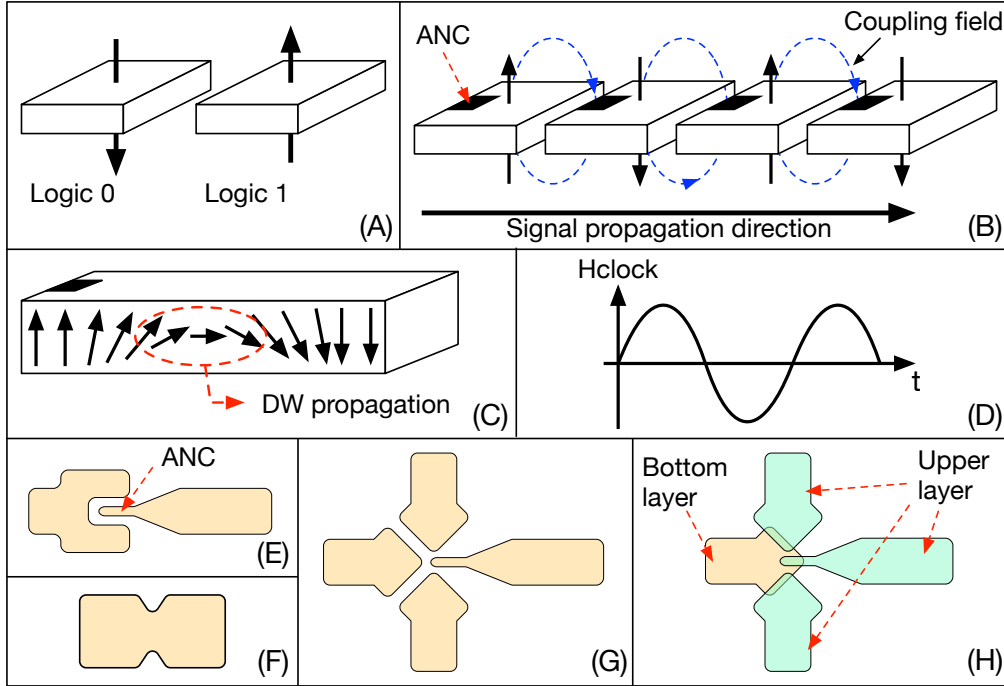 Logic 0
Logic 1
(A)
ANC
Coupling field
Signal propagation direction
(B)
DW propagation
(C)
Hclock
t
(D)
ANC
(E)
(F)
(G)
Bottom
layer
Upper
layer
(H)